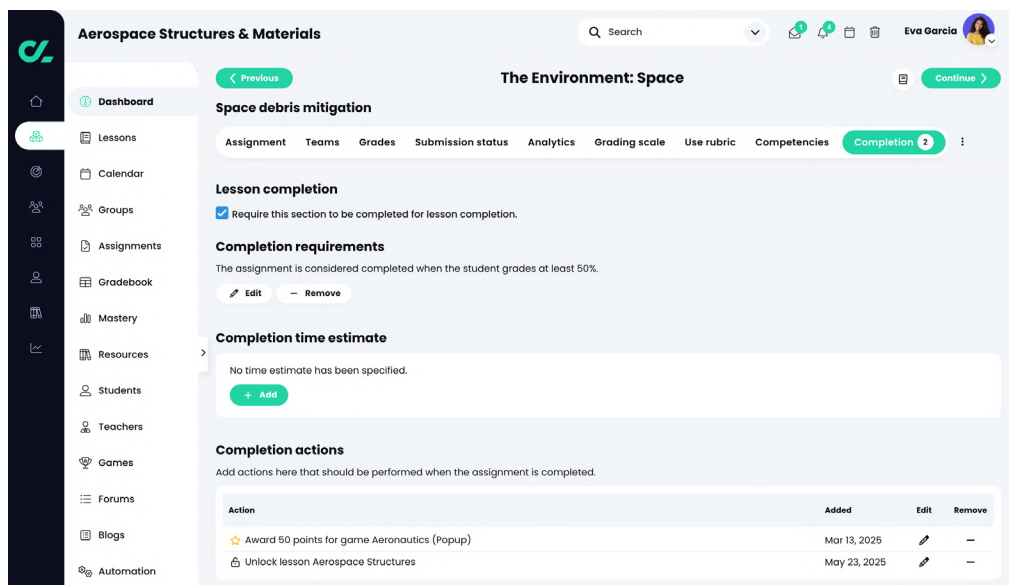 Aerospace Structures & Materials
Search
1
4
Eva Garcia
Dashboard
Lessons
Calendar
Groups
Assignments
Gradebook
Mastery
Resources
Students
Teachers
Games
Forums
Blogs
Automation
Previous
The Environment: Space
Continue
Space debris mitigation
Assignment Teams Grades Submission status Analytics Grading scale Use rubric Competencies Completion 2
Lesson completion
Require this section to be completed for lesson completion.
Completion requirements
The assignment is considered completed when the student grades at least 50%.
Edit Remove
Completion time estimate
No time estimate has been specified.
+ Add
Completion actions
Add actions here that should be performed when the assignment is completed.
Action Added Edit Remove
Award 50 points for game Aeronautics (Popup) Mar 13, 2025
Unlock lesson Aerospace Structures May 23, 2025